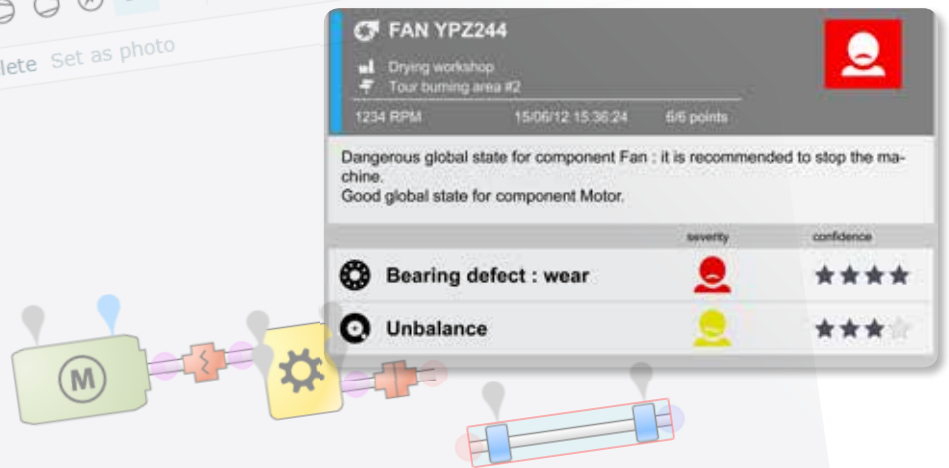 FAN YPZ244
Drying workshop
Tour burning area #2
1234 RPM 15/06/12 15:36:24 6/6 points
lete Set as photo
Dangerous global state for component Fan : it is recommended to stop the ma-
chine.
Good global state for component Motor.
severity confidence
Bearing defect : wear
Unbalance
M